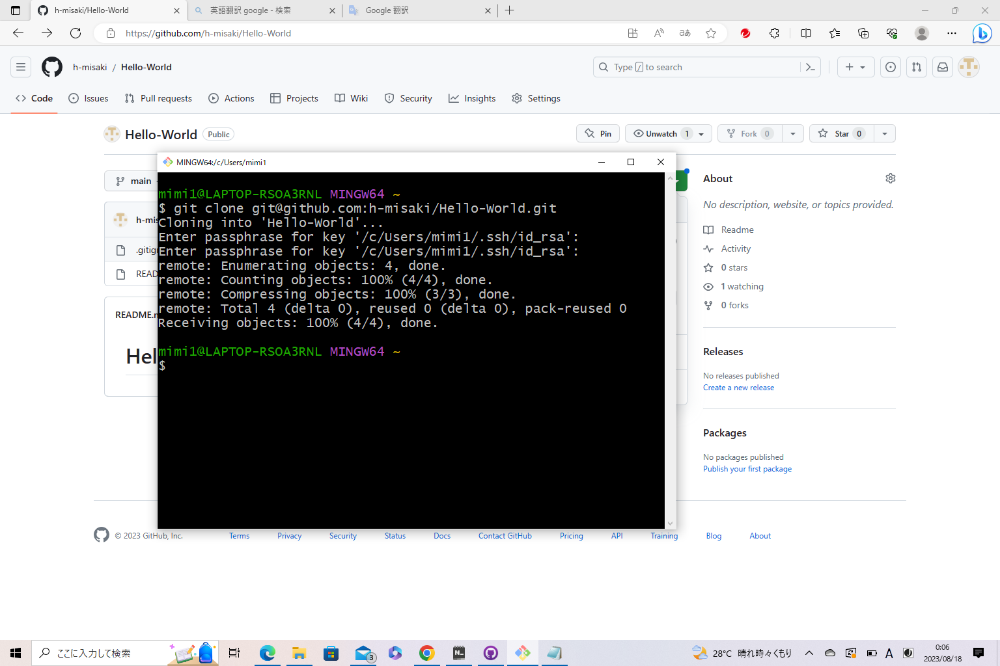 h-misaki/Hello-World
英語翻訳 google - 検索
Google 翻訳
https://github.com/h-misaki/Hello-World
h-misaki / Hello-World
Type / to search
Code
Issues
Pull requests
Actions
Projects
Wiki
Security
Insights
Settings
Hello-World Public
Pin
Unwatch 1
Fork 0
Star 0
main
h-mis
.gitig
READ
README.m
Hel
MINGW64:/c/Users/mimi1
mimi1@LAPTOP-RSOA3RNL MINGW64 ~
$ git clone git@github.com:h-misaki/Hello-World.git
Cloning into 'Hello-World'...
Enter passphrase for key '/c/Users/mimi1/.ssh/id_rsa':
Enter passphrase for key '/c/Users/mimi1/.ssh/id_rsa':
remote: Enumerating objects: 4, done.
remote: Counting objects: 100% (4/4), done.
remote: Compressing objects: 100% (3/3), done.
remote: Total 4 (delta 0), reused 0 (delta 0), pack-reused 0
Receiving objects: 100% (4/4), done.
mimi1@LAPTOP-RSOA3RNL MINGW64 ~
$
About
No description, website, or topics provided.
Readme
Activity
0 stars
1 watching
0 forks
Releases
No releases published
Create a new release
Packages
No packages published
Publish your first package
© 2023 GitHub, Inc.
Terms
Privacy
Security
Status
Docs
Contact GitHub
Pricing
API
Training
Blog
About
ここに入力して検索
3
28°C 晴れ時々くもり
A
0:06
2023/08/18